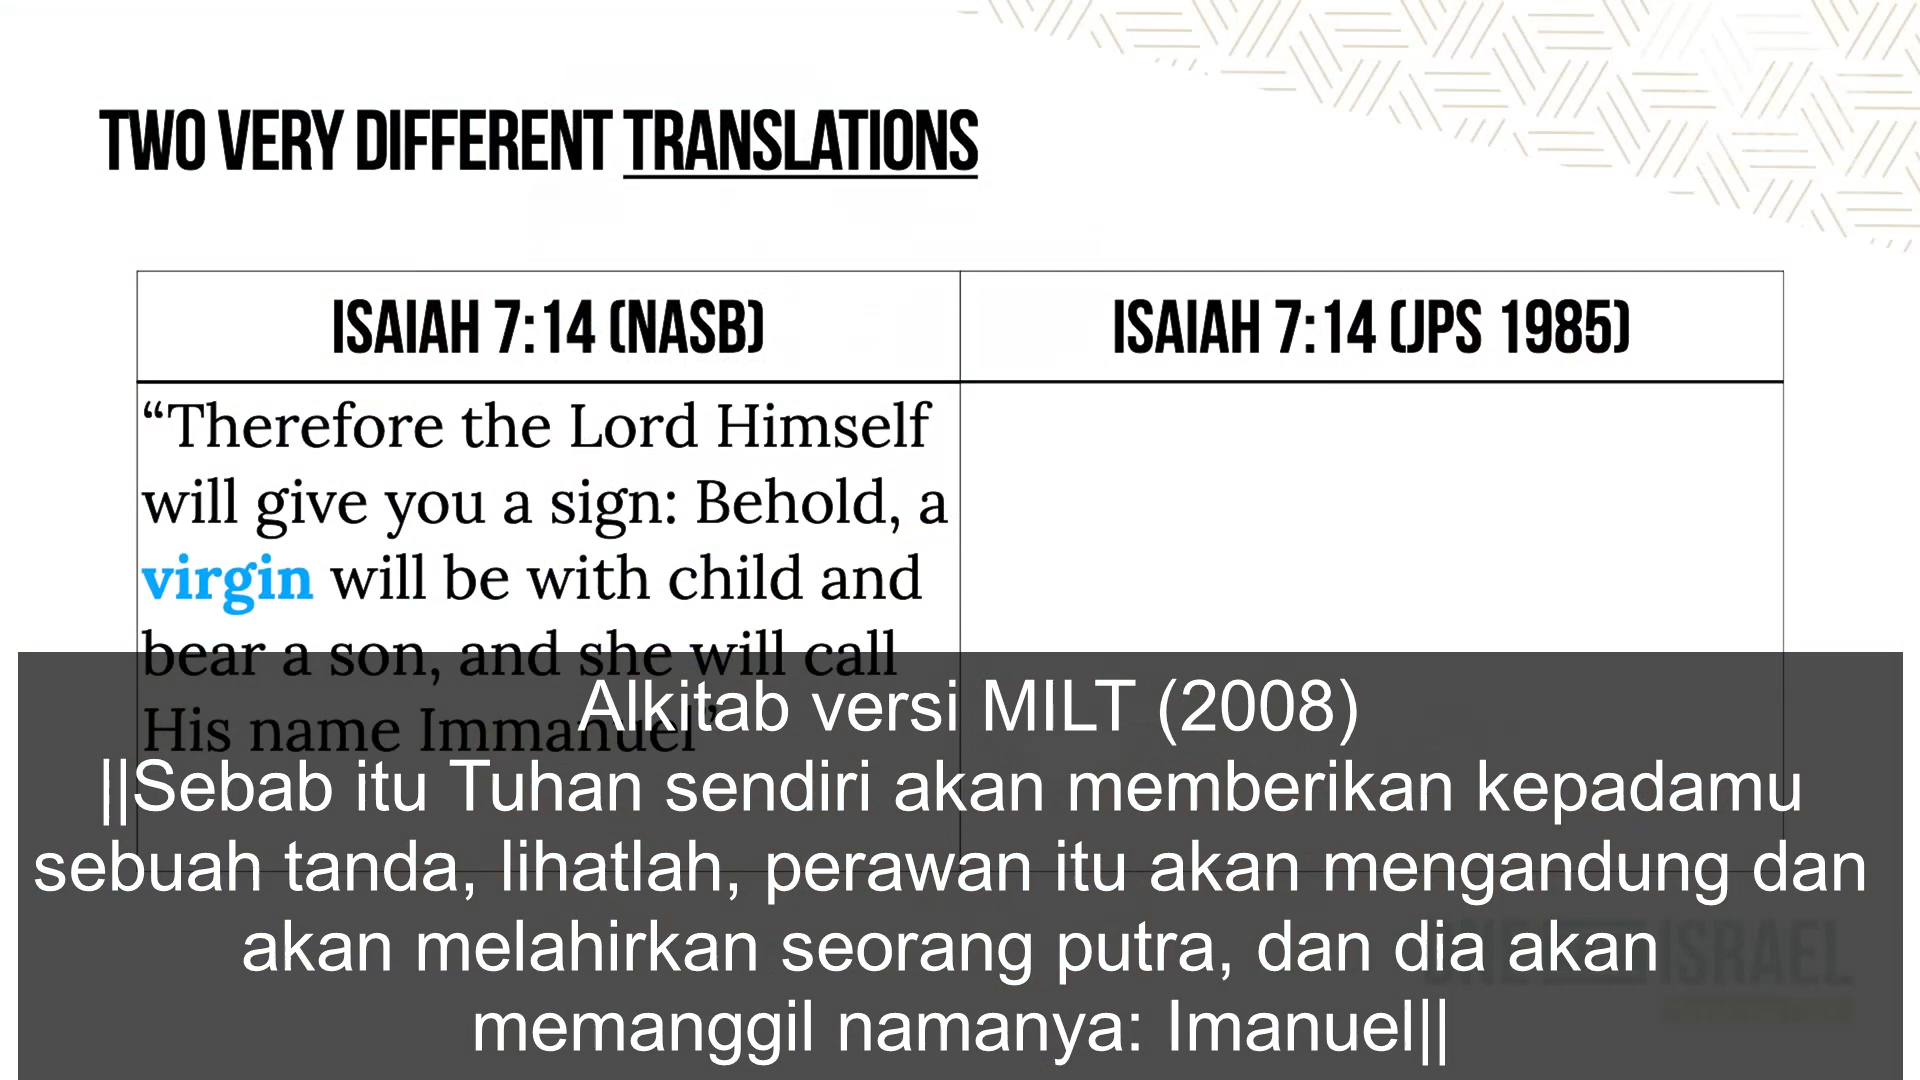 TWO VERY DIFFERENT TRANSLATIONS
ISAIAH 7:14 (NASB)
ISAIAH 7:14 (JPS 1985)
“Therefore the Lord Himself
will give you a sign: Behold, a
virgin will be with child and
bear a son, and she will call
His name Immanuel”
Alkitab versi MILT (2008)
||Sebab itu Tuhan sendiri akan memberikan kepadamu
sebuah tanda, lihatlah, perawan itu akan mengandung dan
akan melahirkan seorang putra, dan dia akan
memanggil namanya: Imanuel||
ISRAEL